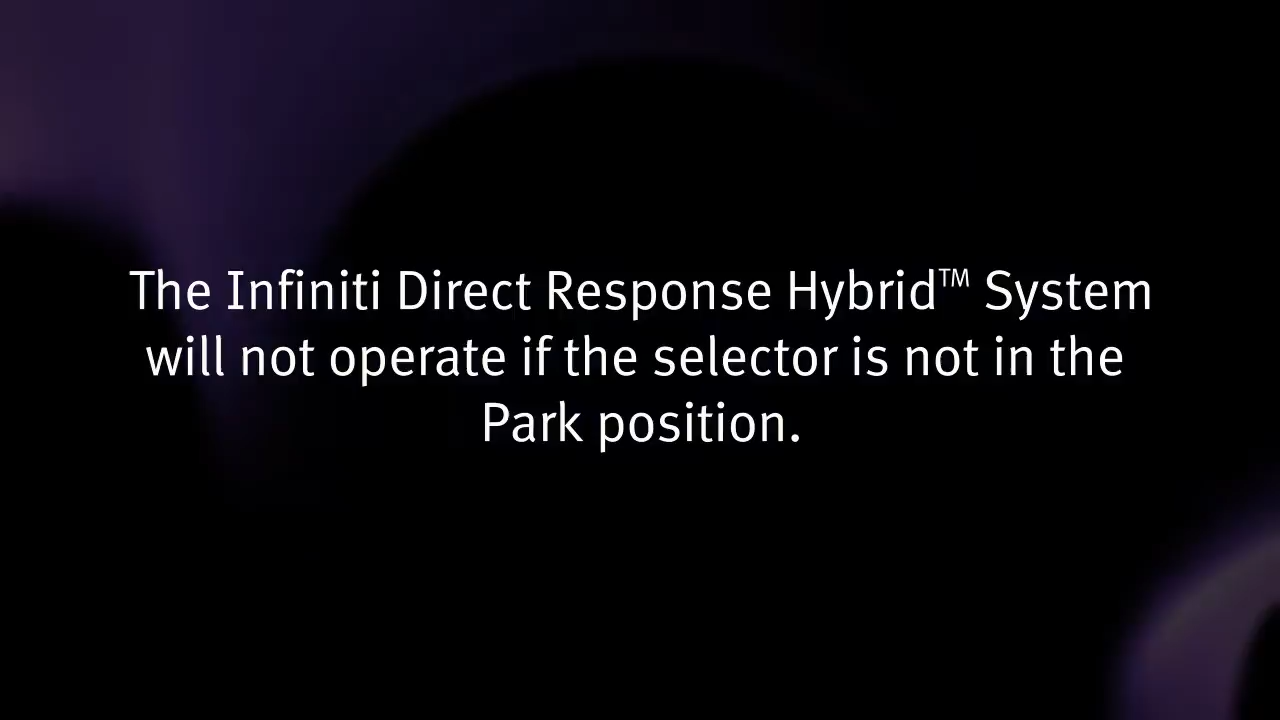 The Infiniti Direct Response Hybrid™ System
will not operate if the selector is not in the
Park position.